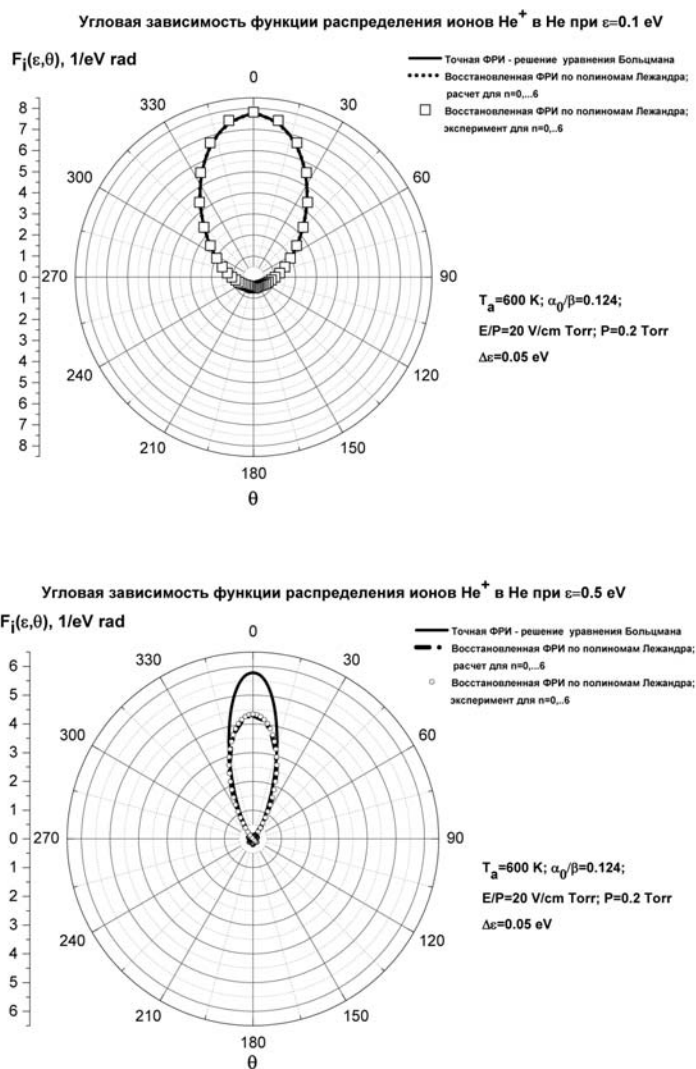 Угловая зависимость функции распределения ионов He+ в He при ε=0.1 eV
Fi(ε,θ), 1/eV rad
Точная ФРИ - решение уравнения Больцмана
Восстановленная ФРИ по полиномам Лежандра;
расчет для n=0,...6
Восстановленная ФРИ по полиномам Лежандра;
эксперимент для n=0,..6
0
330
30
300
60
270
90
240
120
210
150
180
θ
8
7
6
5
4
3
2
1
0
1
2
3
4
5
6
7
8
Ta=600 K; α0/β=0.124;
E/P=20 V/cm Torr; P=0.2 Torr
Δε=0.05 eV
Угловая зависимость функции распределения ионов He+ в He при ε=0.5 eV
Fi(ε,θ), 1/eV rad
Точная ФРИ - решение уравнения Больцмана
Восстановленная ФРИ по полиномам Лежандра;
расчет для n=0,...6
Восстановленная ФРИ по полиномам Лежандра;
эксперимент для n=0,..6
0
330
30
300
60
270
90
240
120
210
150
180
θ
6
5
4
3
2
1
0
1
2
3
4
5
6
Ta=600 K; α0/β=0.124;
E/P=20 V/cm Torr; P=0.2 Torr
Δε=0.05 eV